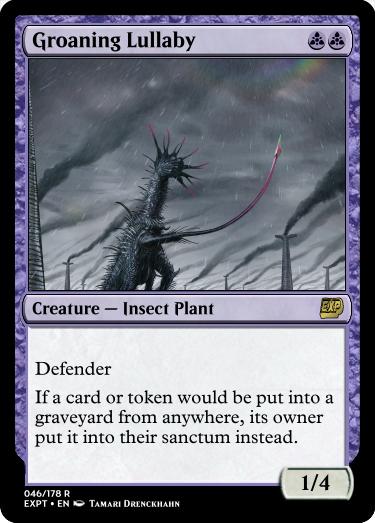 Groaning Lullaby
Creature — Insect Plant
EXP
Defender
If a card or token would be put into a
graveyard from anywhere, its owner
put it into their sanctum instead.
1/4
046/178 R
EXPT • EN Tamari Drenckhahn